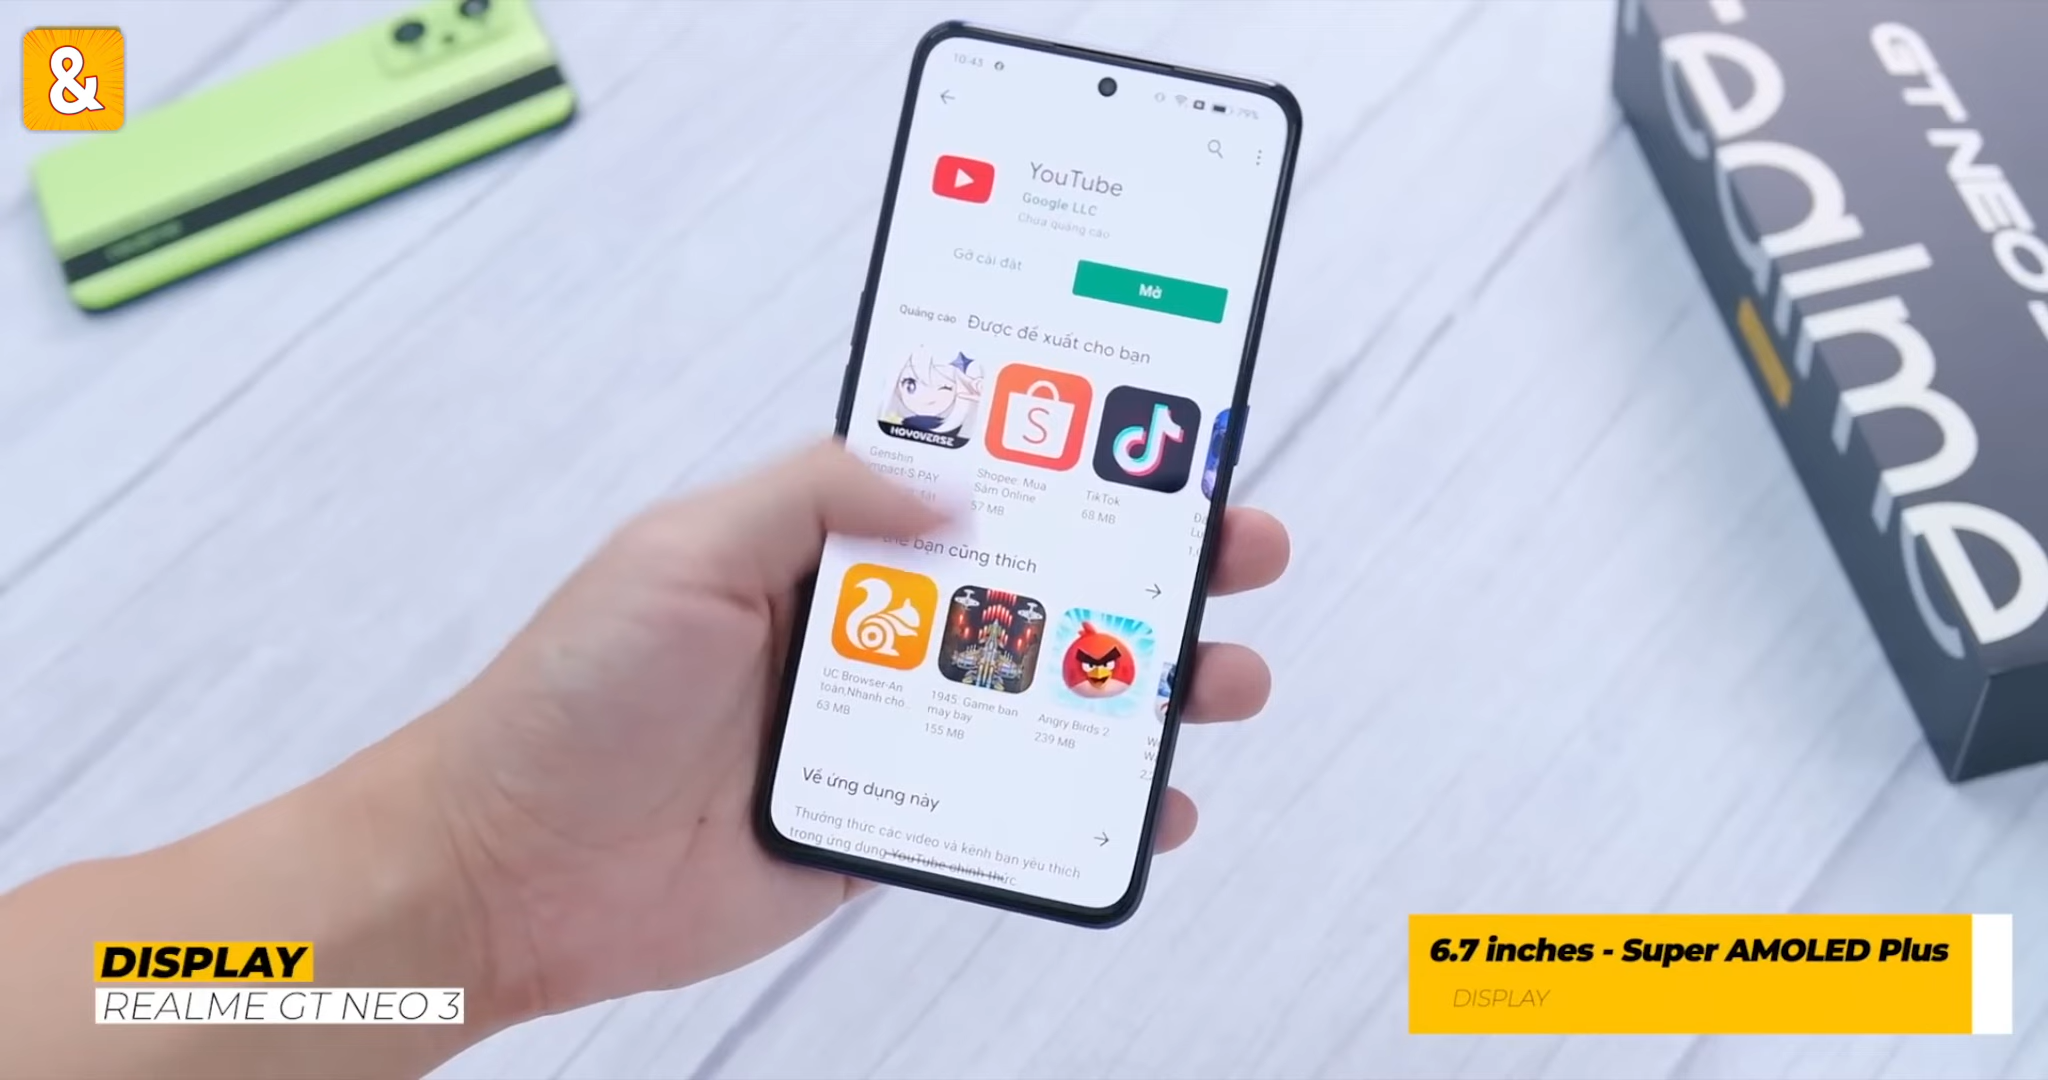 &
10:43
79%
YouTube
Google LLC
Chứa quảng cáo
Gỡ cài đặt
Mở
Quảng cáo Được đề xuất cho bạn
HOYOVERSE
Genshin
Impact-S PAY
Shopee: Mua
Sắm Online
57 MB
TikTok
68 MB
bạn cũng thích
UC Browser-An
toàn,Nhanh chó..
63 MB
1945: Game bắn
máy bay
155 MB
Angry Birds 2
239 MB
Về ứng dụng này
Thưởng thức các video và kênh bạn yêu thích
trong ứng dụng YouTube chính thức
GT NEO
realme
DISPLAY
REALME GT NEO 3
6.7 inches - Super AMOLED Plus
DISPLAY